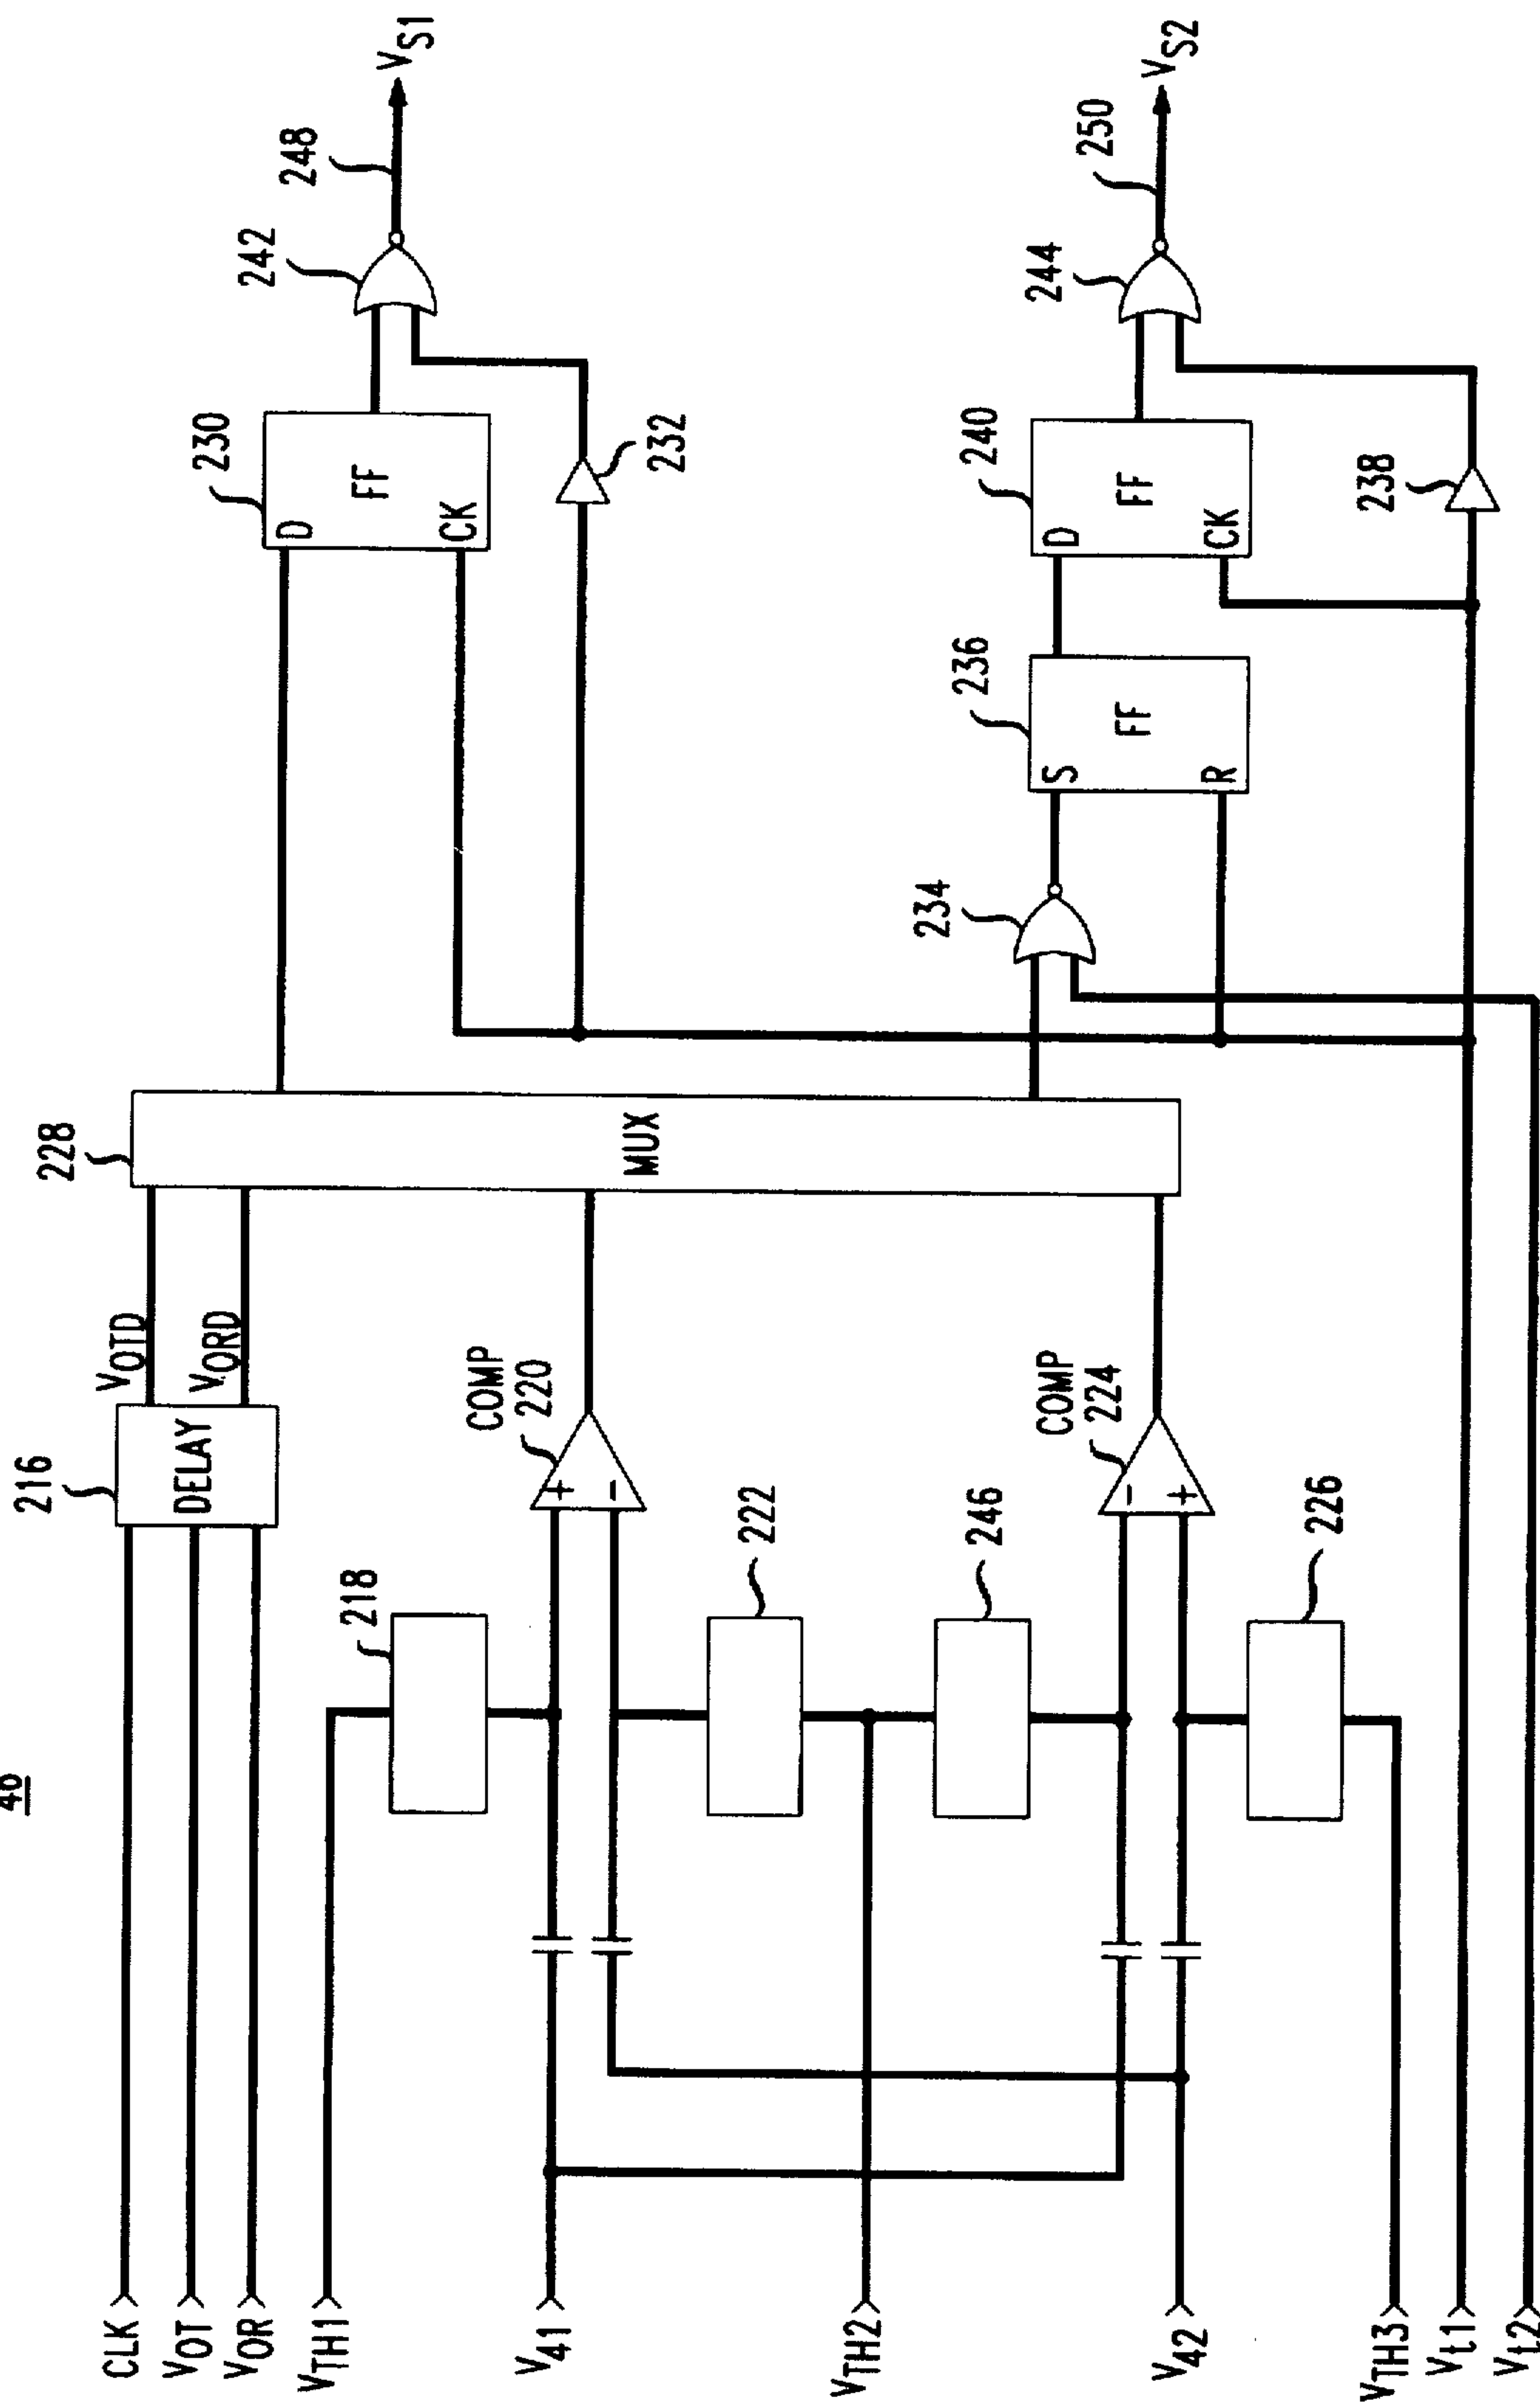 46
CLK
VOT
VOR
VTH1
V41
VTH2
V42
VTH3
Vt1
Vt2
216
DELAY
VOTD
VORD
218
COMP
220
+
−
222
246
COMP
224
−
+
226
228
MUX
230
D
FF
CK
232
234
236
S
FF
R
238
240
D
FF
CK
242
244
248
VS1
250
VS2